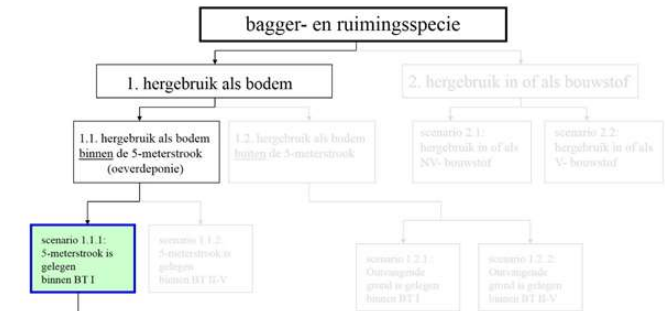 bagger- en ruimingsspecie
1. hergebruik als bodem
2. hergebruik in of als bouwstof
1.1. hergebruik als bodem
binnen de 5-meterstrook
(oeverdeponie)
1.2. hergebruik als bodem
buiten de 5-meterstrook
scenario 2.1:
hergebruik in of als
NV- bouwstof
scenario 2.2:
hergebruik in of als
V- bouwstof
scenario 1.1.1:
5-meterstrook is
gelegen
binnen BT I
scenario 1.1.2:
5-meterstrook is
gelegen
binnen BT II-V
scenario 1.2.1:
Ontvangende
grond is gelegen
binnen BT I
scenario 1.2.2:
Ontvangende
grond is gelegen
binnen BT II-V